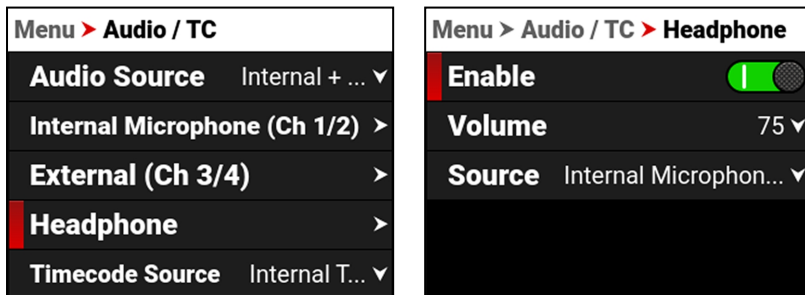 Menu > Audio / TC
Audio Source Internal + ...
Internal Microphone (Ch 1/2) >
External (Ch 3/4) >
Headphone >
Timecode Source Internal T...
Menu > Audio / TC > Headphone
Enable
Volume 75
Source Internal Microphon...